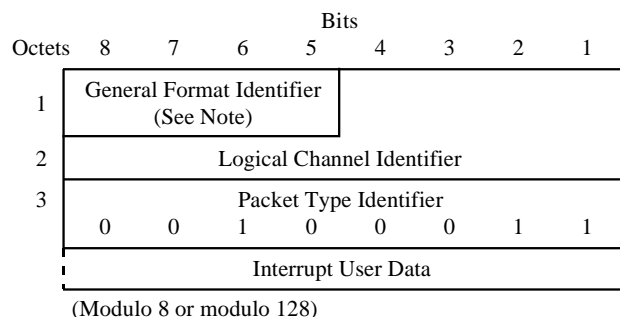 Bits
Octets 8 7 6 5 4 3 2 1
1 General Format Identifier
(See Note)
2 Logical Channel Identifier
3 Packet Type Identifier
0 0 1 0 0 0 1 1
Interrupt User Data
(Modulo 8 or modulo 128)